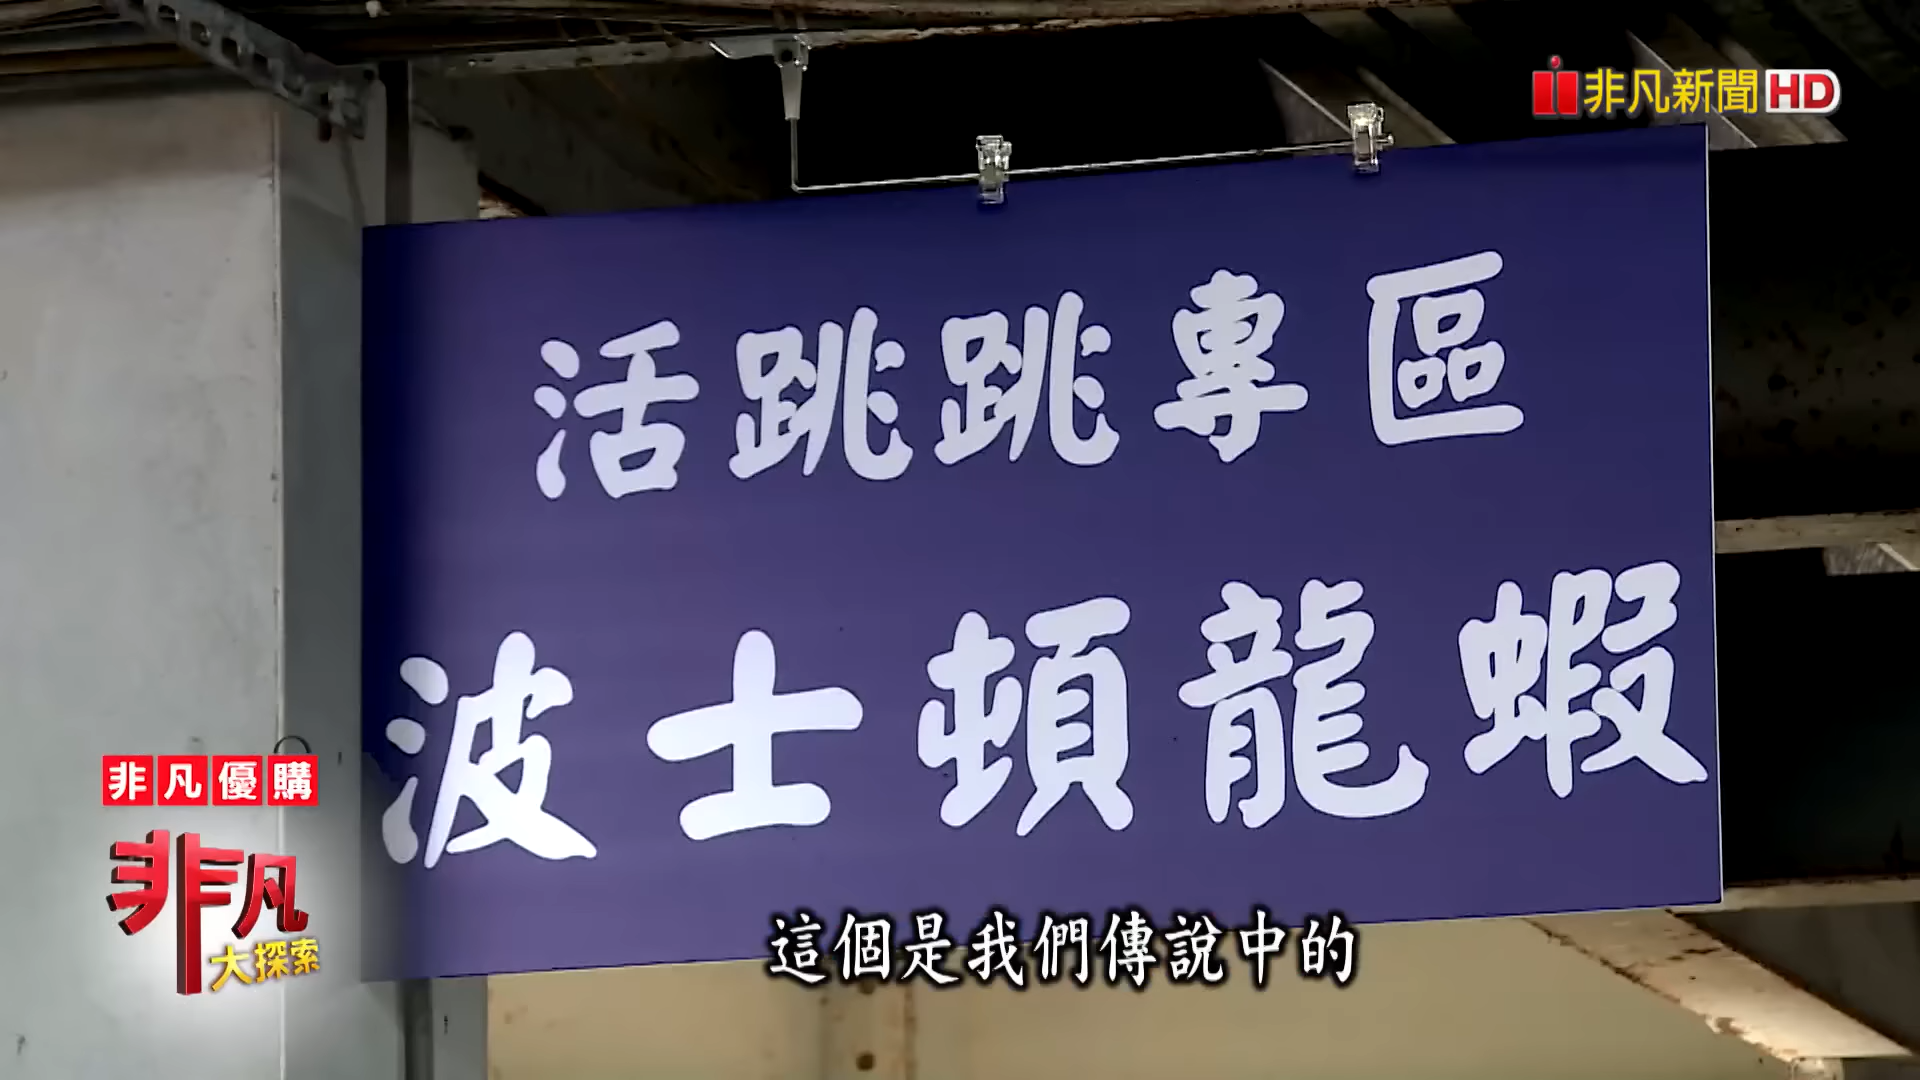 非凡新聞HD
活跳跳專區
波士頓龍蝦
非凡優購
非凡
大探索
這個是我們傳說中的